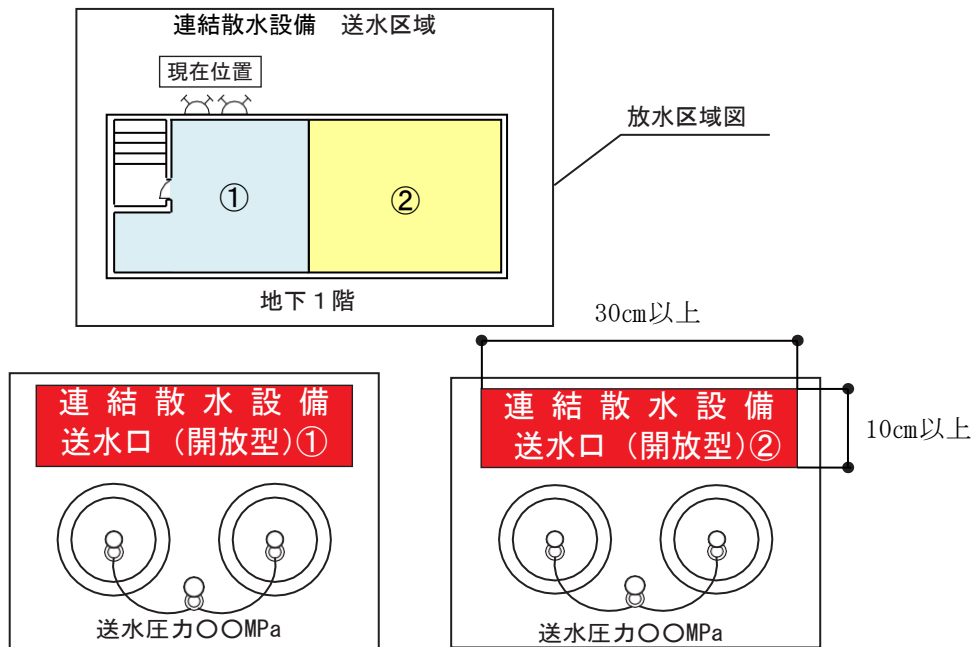 連結散水設備 送水区域
現在位置
放水区域図
①
②
地下１階
30cm以上
連結散水設備
送水口（開放型）①
連結散水設備
送水口（開放型）②
10cm以上
送水圧力〇〇MPa
送水圧力〇〇MPa